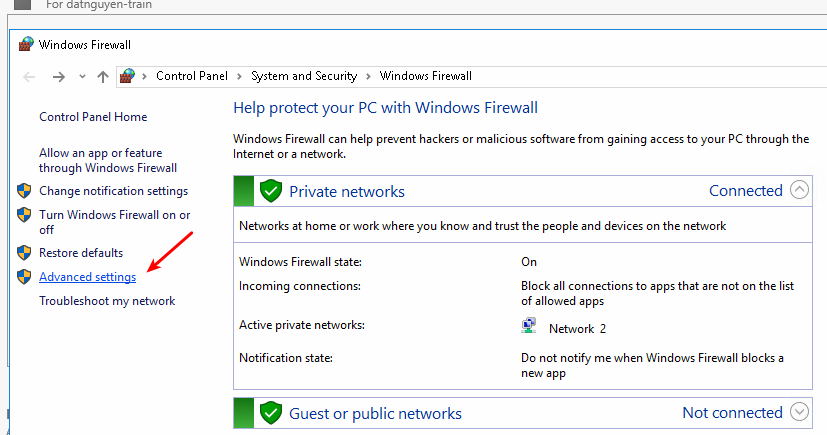 For datnguyen-train
Windows Firewall
Control Panel > System and Security > Windows Firewall
Control Panel Home
Allow an app or feature
through Windows Firewall
Change notification settings
Turn Windows Firewall on or
off
Restore defaults
Advanced settings
Troubleshoot my network
Help protect your PC with Windows Firewall
Windows Firewall can help prevent hackers or malicious software from gaining access to your PC through the
Internet or a network.
Private networks Connected
Networks at home or work where you know and trust the people and devices on the network
Windows Firewall state: On
Incoming connections: Block all connections to apps that are not on the list
of allowed apps
Active private networks: Network 2
Notification state: Do not notify me when Windows Firewall blocks a
new app
Guest or public networks Not connected